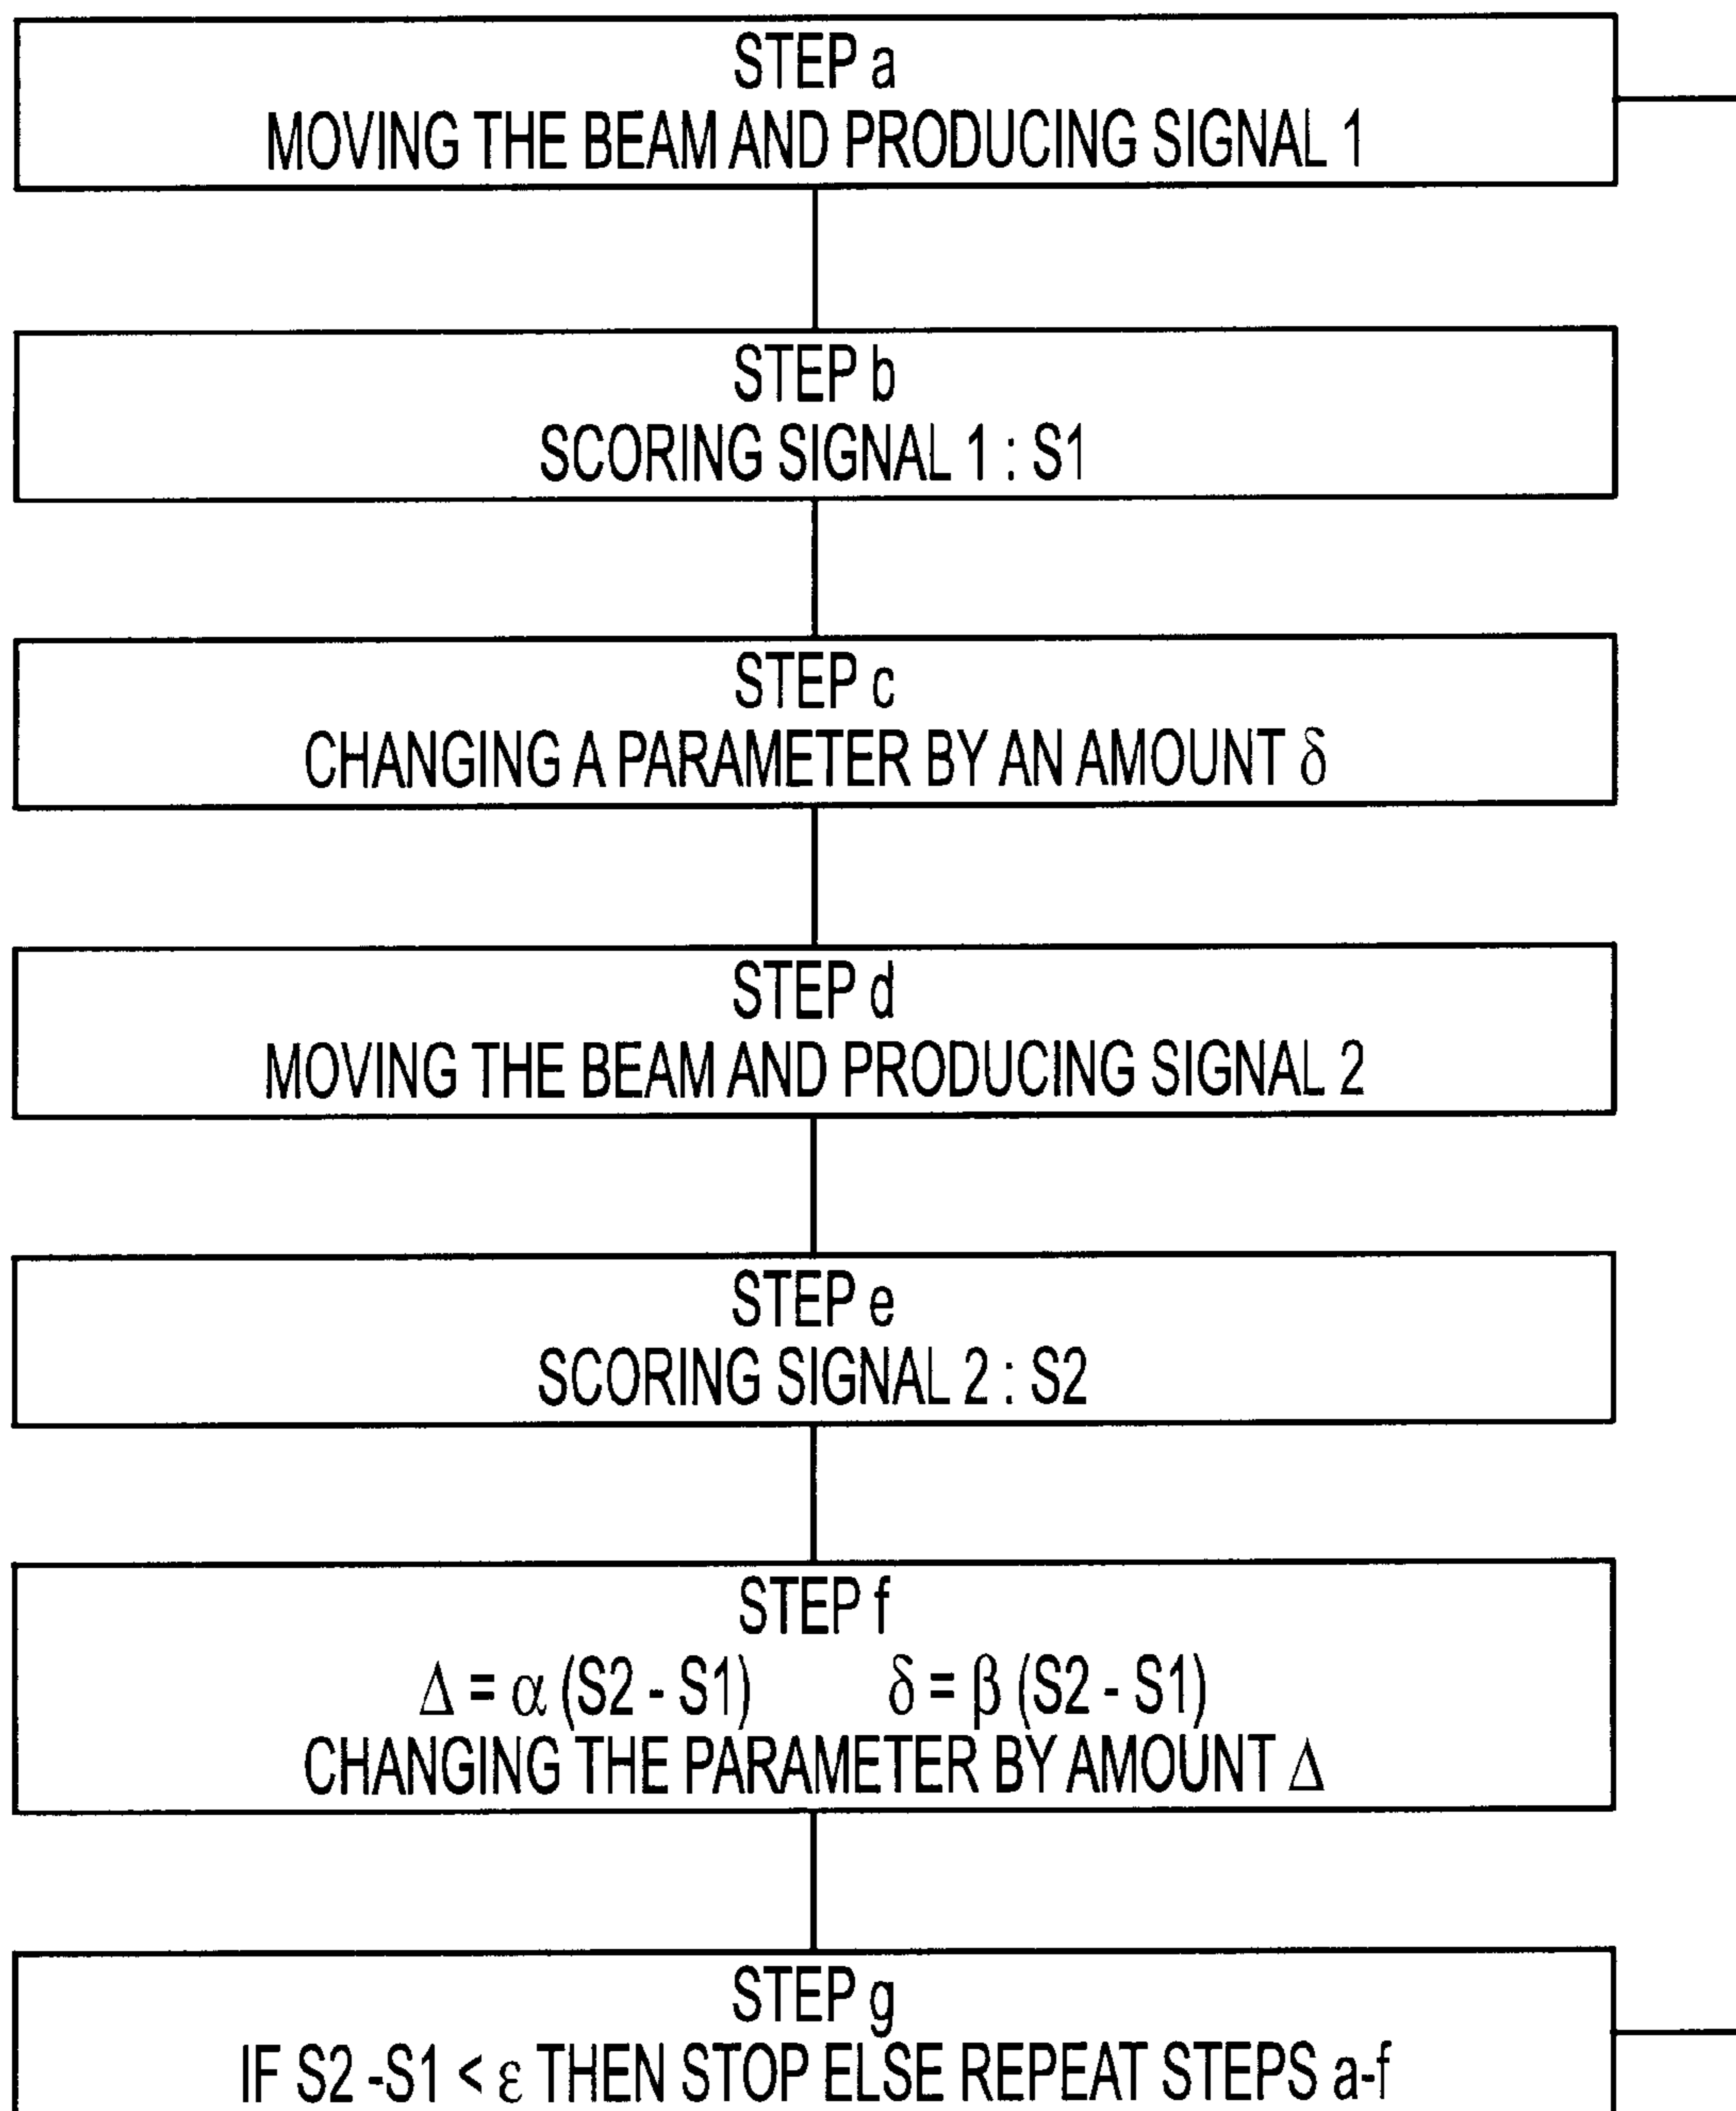 STEP a
MOVING THE BEAM AND PRODUCING SIGNAL 1
STEP b
SCORING SIGNAL 1 : S1
STEP c
CHANGING A PARAMETER BY AN AMOUNT δ
STEP d
MOVING THE BEAM AND PRODUCING SIGNAL 2
STEP e
SCORING SIGNAL 2 : S2
STEP f
Δ = α (S2 - S1) δ = β (S2 - S1)
CHANGING THE PARAMETER BY AMOUNT Δ
STEP g
IF S2 -S1 < ε THEN STOP ELSE REPEAT STEPS a-f